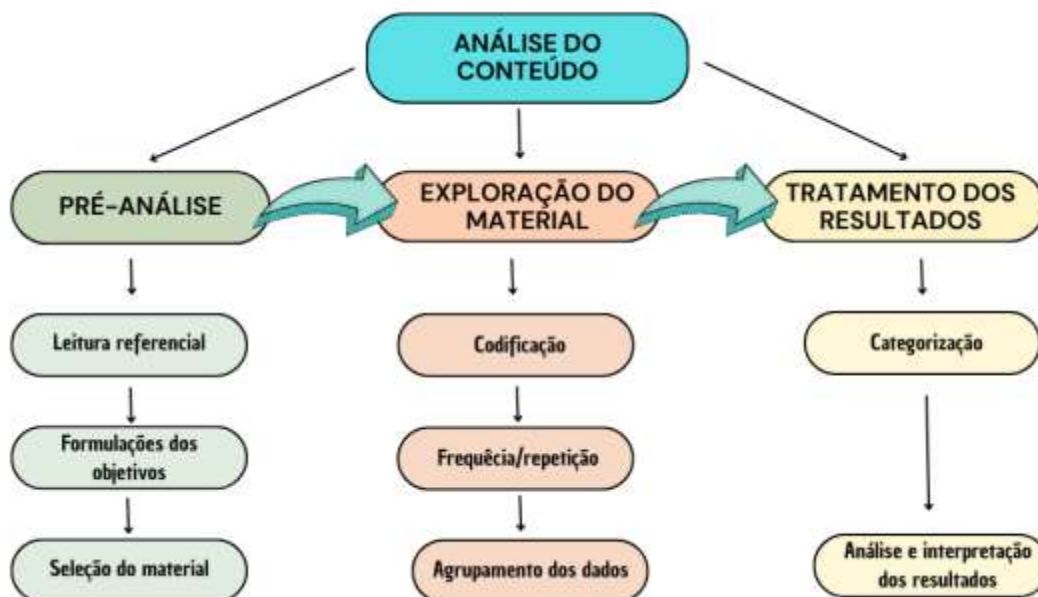 ANÁLISE DO
CONTEÚDO
PRÉ-ANÁLISE
EXPLORAÇÃO DO
MATERIAL
TRATAMENTO DOS
RESULTADOS
Leitura referencial
Codificação
Categorização
Formulações dos
objetivos
Frequêcia/repetição
Seleção do material
Agrupamento dos dados
Análise e interpretação
dos resultados